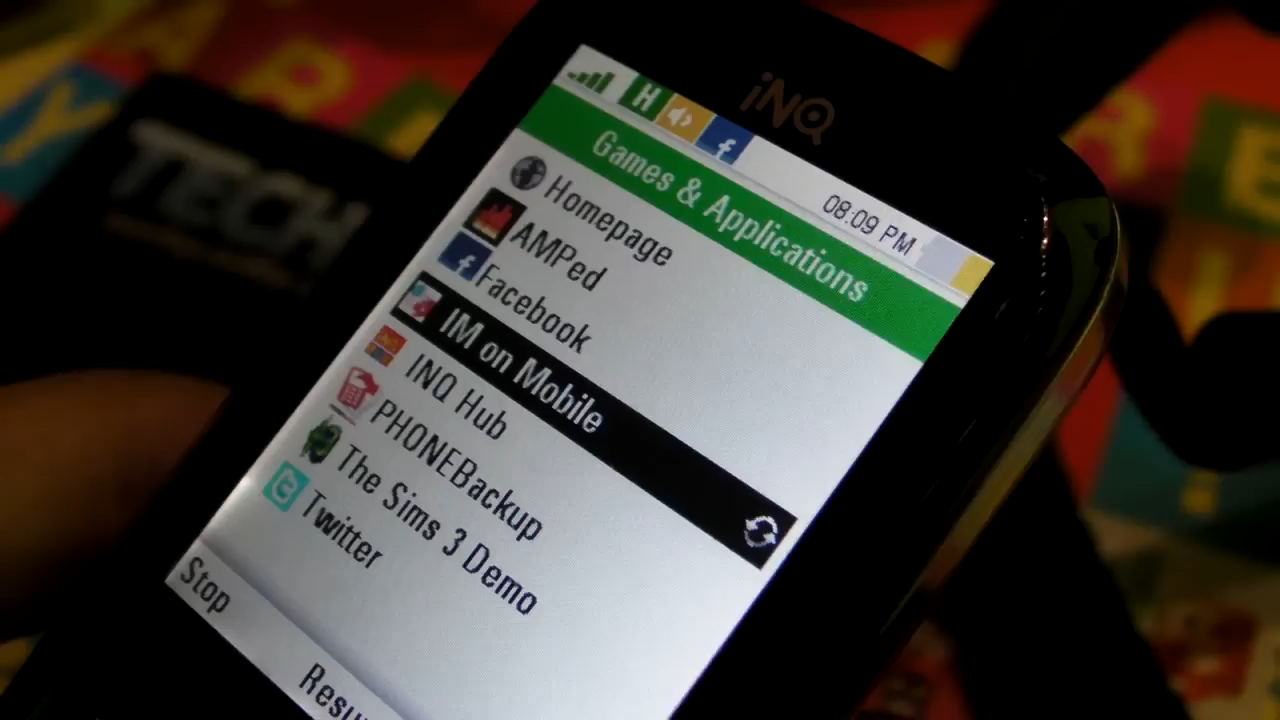 iNQ
H
f
08:09 PM
Games & Applications
Homepage
AMPed
Facebook
IM on Mobile
INQ Hub
PHONEBackup
The Sims 3 Demo
Twitter
Stop
TECH
Y
A
B